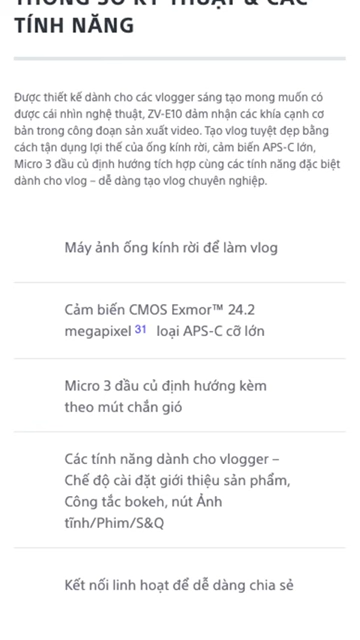 THÔNG SỐ KỸ THUẬT & CÁC
TÍNH NĂNG
Được thiết kế dành cho các vlogger sáng tạo mong muốn có
được cái nhìn nghệ thuật, ZV-E10 đảm nhận các khía cạnh cơ
bản trong công đoạn sản xuất video. Tạo vlog tuyệt đẹp bằng
cách tận dụng lợi thế của ống kính rời, cảm biến APS-C lớn,
Micro 3 đầu củ định hướng tích hợp cùng các tính năng đặc biệt
dành cho vlog – dễ dàng tạo vlog chuyên nghiệp.
Máy ảnh ống kính rời để làm vlog
Cảm biến CMOS Exmor™ 24.2
megapixel 31 loại APS-C cỡ lớn
Micro 3 đầu củ định hướng kèm
theo mút chắn gió
Các tính năng dành cho vlogger –
Chế độ cài đặt giới thiệu sản phẩm,
Công tắc bokeh, nút Ảnh
tĩnh/Phim/S&Q
Kết nối linh hoạt để dễ dàng chia sẻ